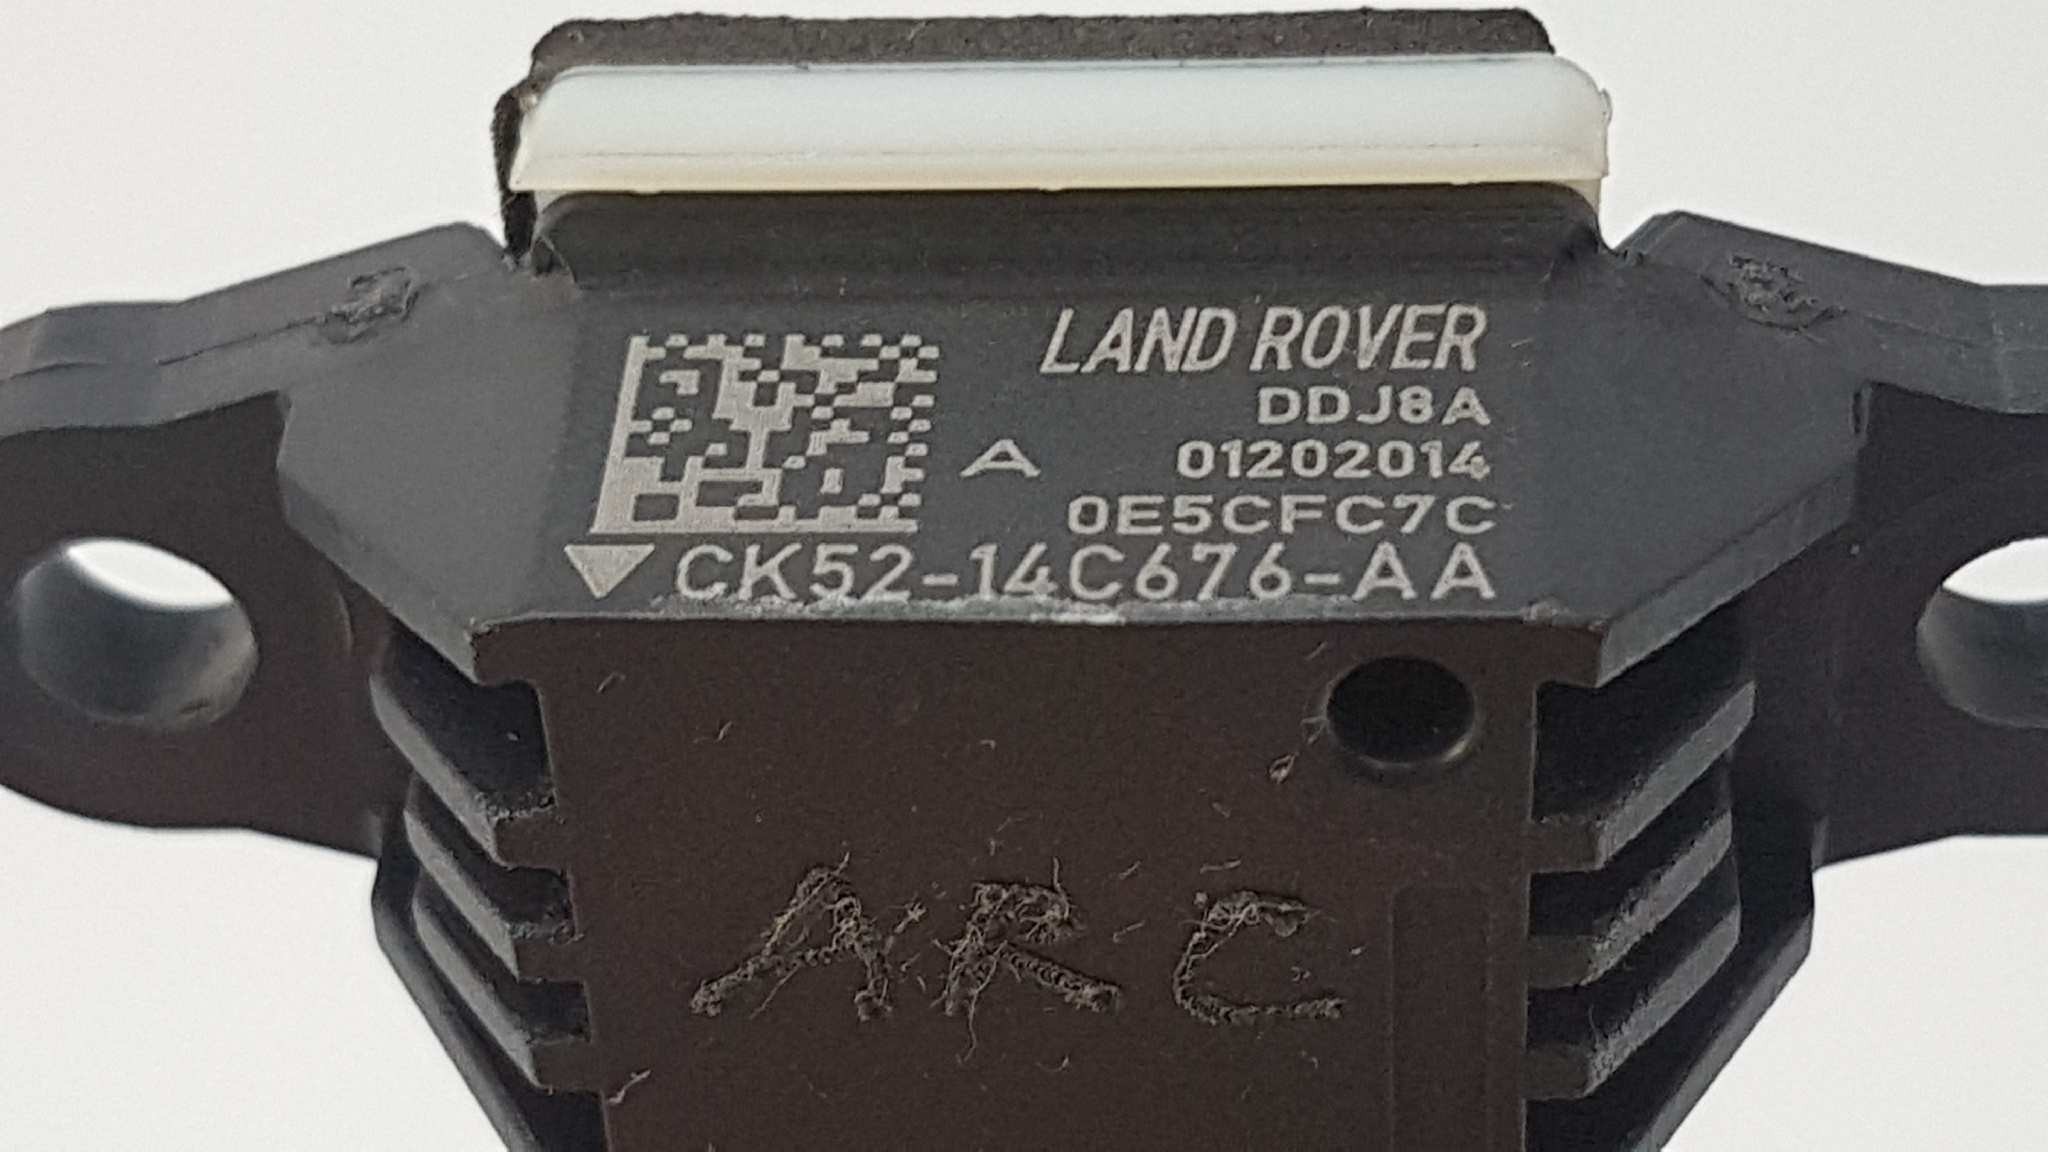 LAND ROVER
DDJ8A
A 01202014
0E5CFC7C
CK52-14C676-AA
ARC